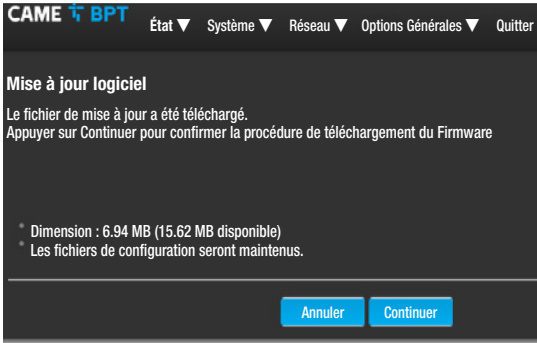 CAME BPT État ▼ Système ▼ Réseau ▼ Options Générales ▼ Quitter
Mise à jour logiciel
Le fichier de mise à jour a été téléchargé.
Appuyer sur Continuer pour confirmer la procédure de téléchargement du Firmware
* Dimension : 6.94 MB (15.62 MB disponible)
* Les fichiers de configuration seront maintenus.
Annuler Continuer